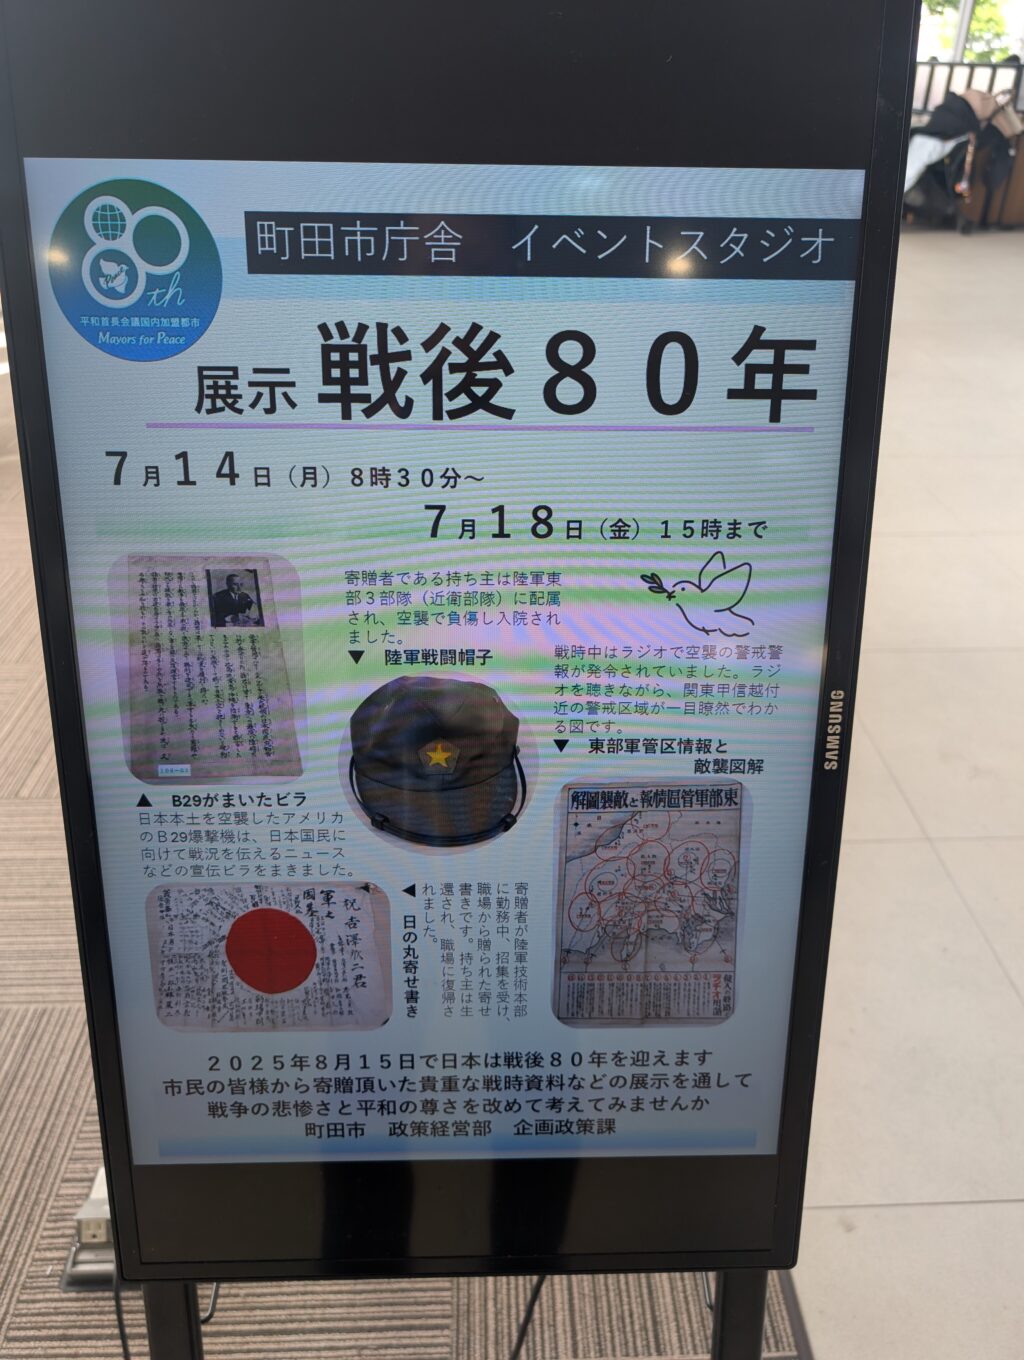 80th
平和首長会議国内加盟都市
Mayors for Peace
町田市庁舎　イベントスタジオ
展示 戦後８０年
７月１４日（月）８時３０分～
７月１８日（金）１５時まで
寄贈者である持ち主は陸軍東
部３部隊（近衛部隊）に配属
され、空襲で負傷し入院され
ました。
▼　陸軍戦闘帽子
戦時中はラジオで空襲の警戒警
報が発令されていました。ラジ
オを聴きながら、関東甲信越付
近の警戒区域が一目瞭然でわか
る図です。
▼　東部軍管区情報と
敵襲図解
東部軍管區情報と敵襲圖解
▲　B29がまいたビラ
日本本土を空襲したアメリカ
のＢ29爆撃機は、日本国民に
向けて戦況を伝えるニュース
などの宣伝ビラをまきました。
祝
君
◀　日の丸寄せ書き
寄贈者が陸軍技術本部
に勤務中、招集を受け、
職場から贈られた寄せ
書きです。持ち主は生
還され、職場に復帰さ
れました。
２０２５年８月１５日で日本は戦後８０年を迎えます
市民の皆様から寄贈頂いた貴重な戦時資料などの展示を通して
戦争の悲惨さと平和の尊さを改めて考えてみませんか
町田市　政策経営部　企画政策課
SAMSUNG